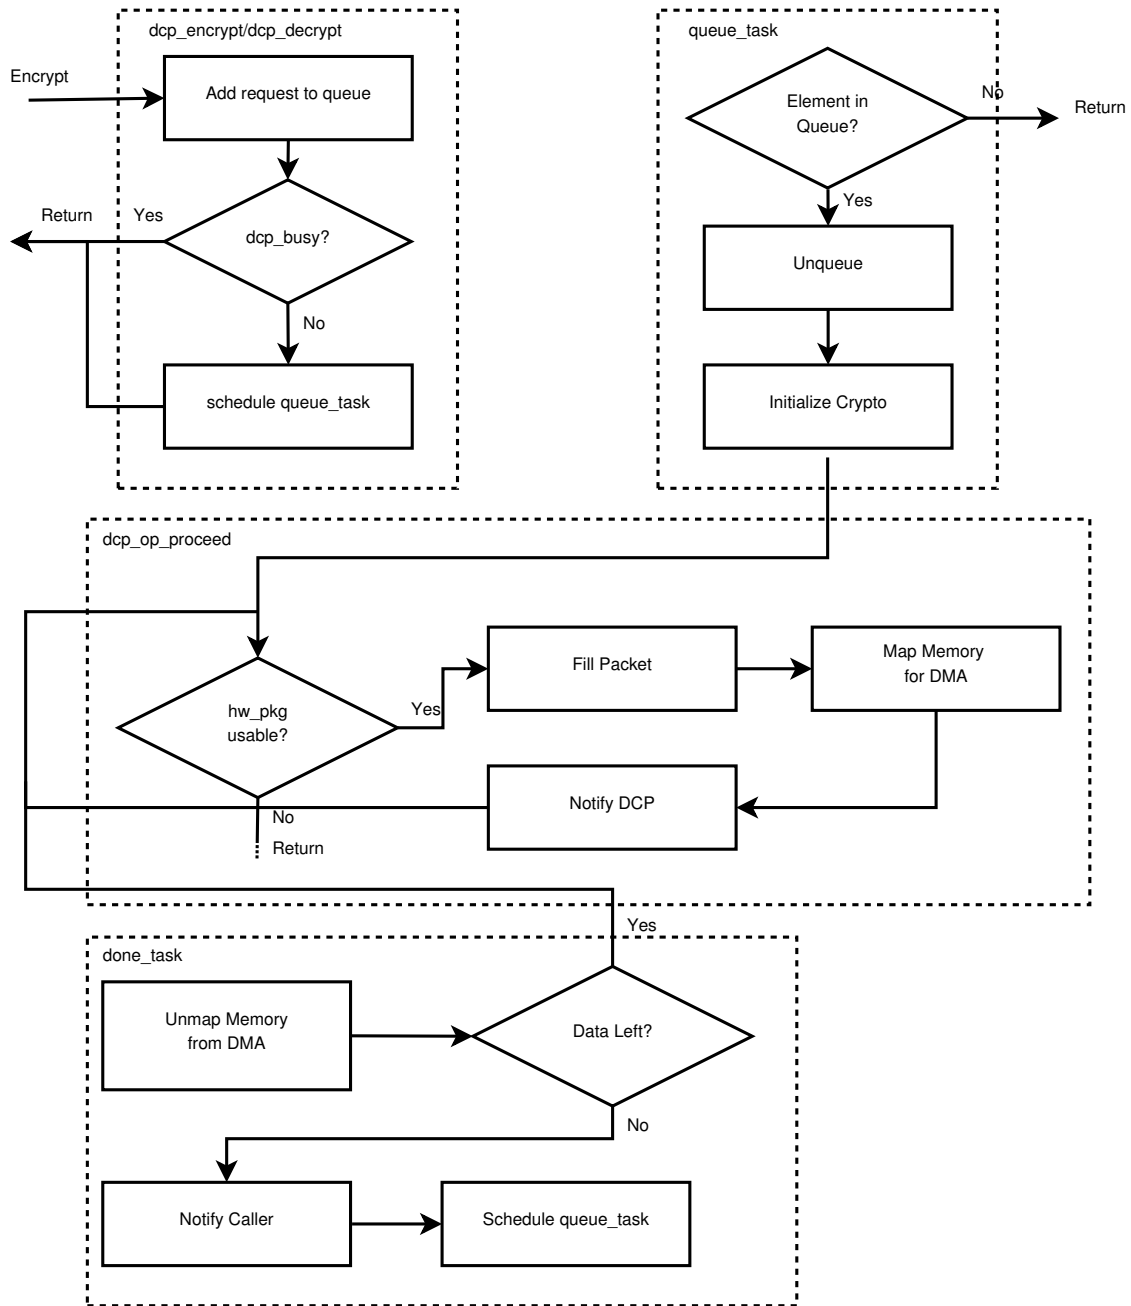 dcp_encrypt/dcp_decrypt
Encrypt
Add request to queue
Return
Yes
dcp_busy?
No
schedule queue_task
queue_task
Element in
Queue?
No
Return
Yes
Unqueue
Initialize Crypto
dcp_op_proceed
hw_pkg
usable?
Yes
Fill Packet
Map Memory
for DMA
Notify DCP
No
Return
Yes
done_task
Unmap Memory
from DMA
Data Left?
No
Notify Caller
Schedule queue_task